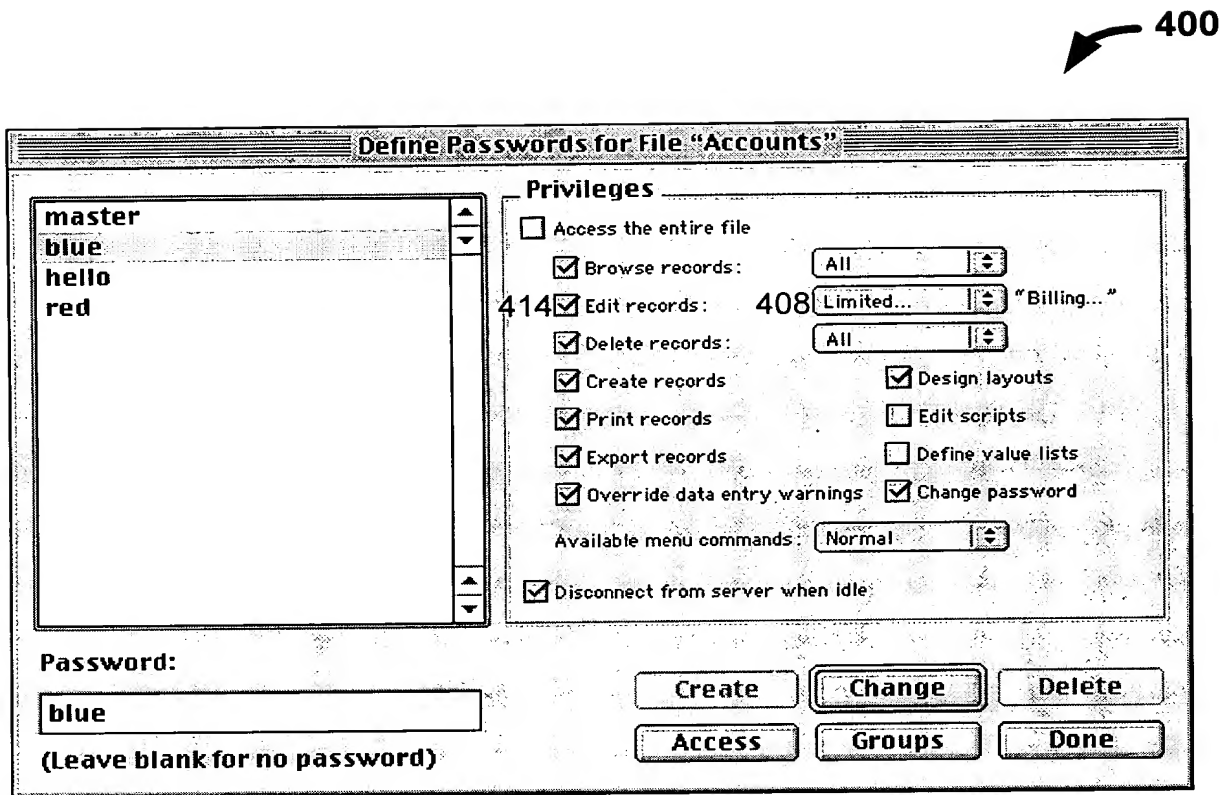 400
Define Passwords for File “Accounts”
master
blue
hello
red
Privileges
Access the entire file
Browse records: All
414 Edit records: 408 Limited... “Billing...”
Delete records: All
Create records Design layouts
Print records Edit scripts
Export records Define value lists
Override data entry warnings Change password
Available menu commands: Normal
Disconnect from server when idle
Password:
blue
(Leave blank for no password)
Create Change Delete
Access Groups Done